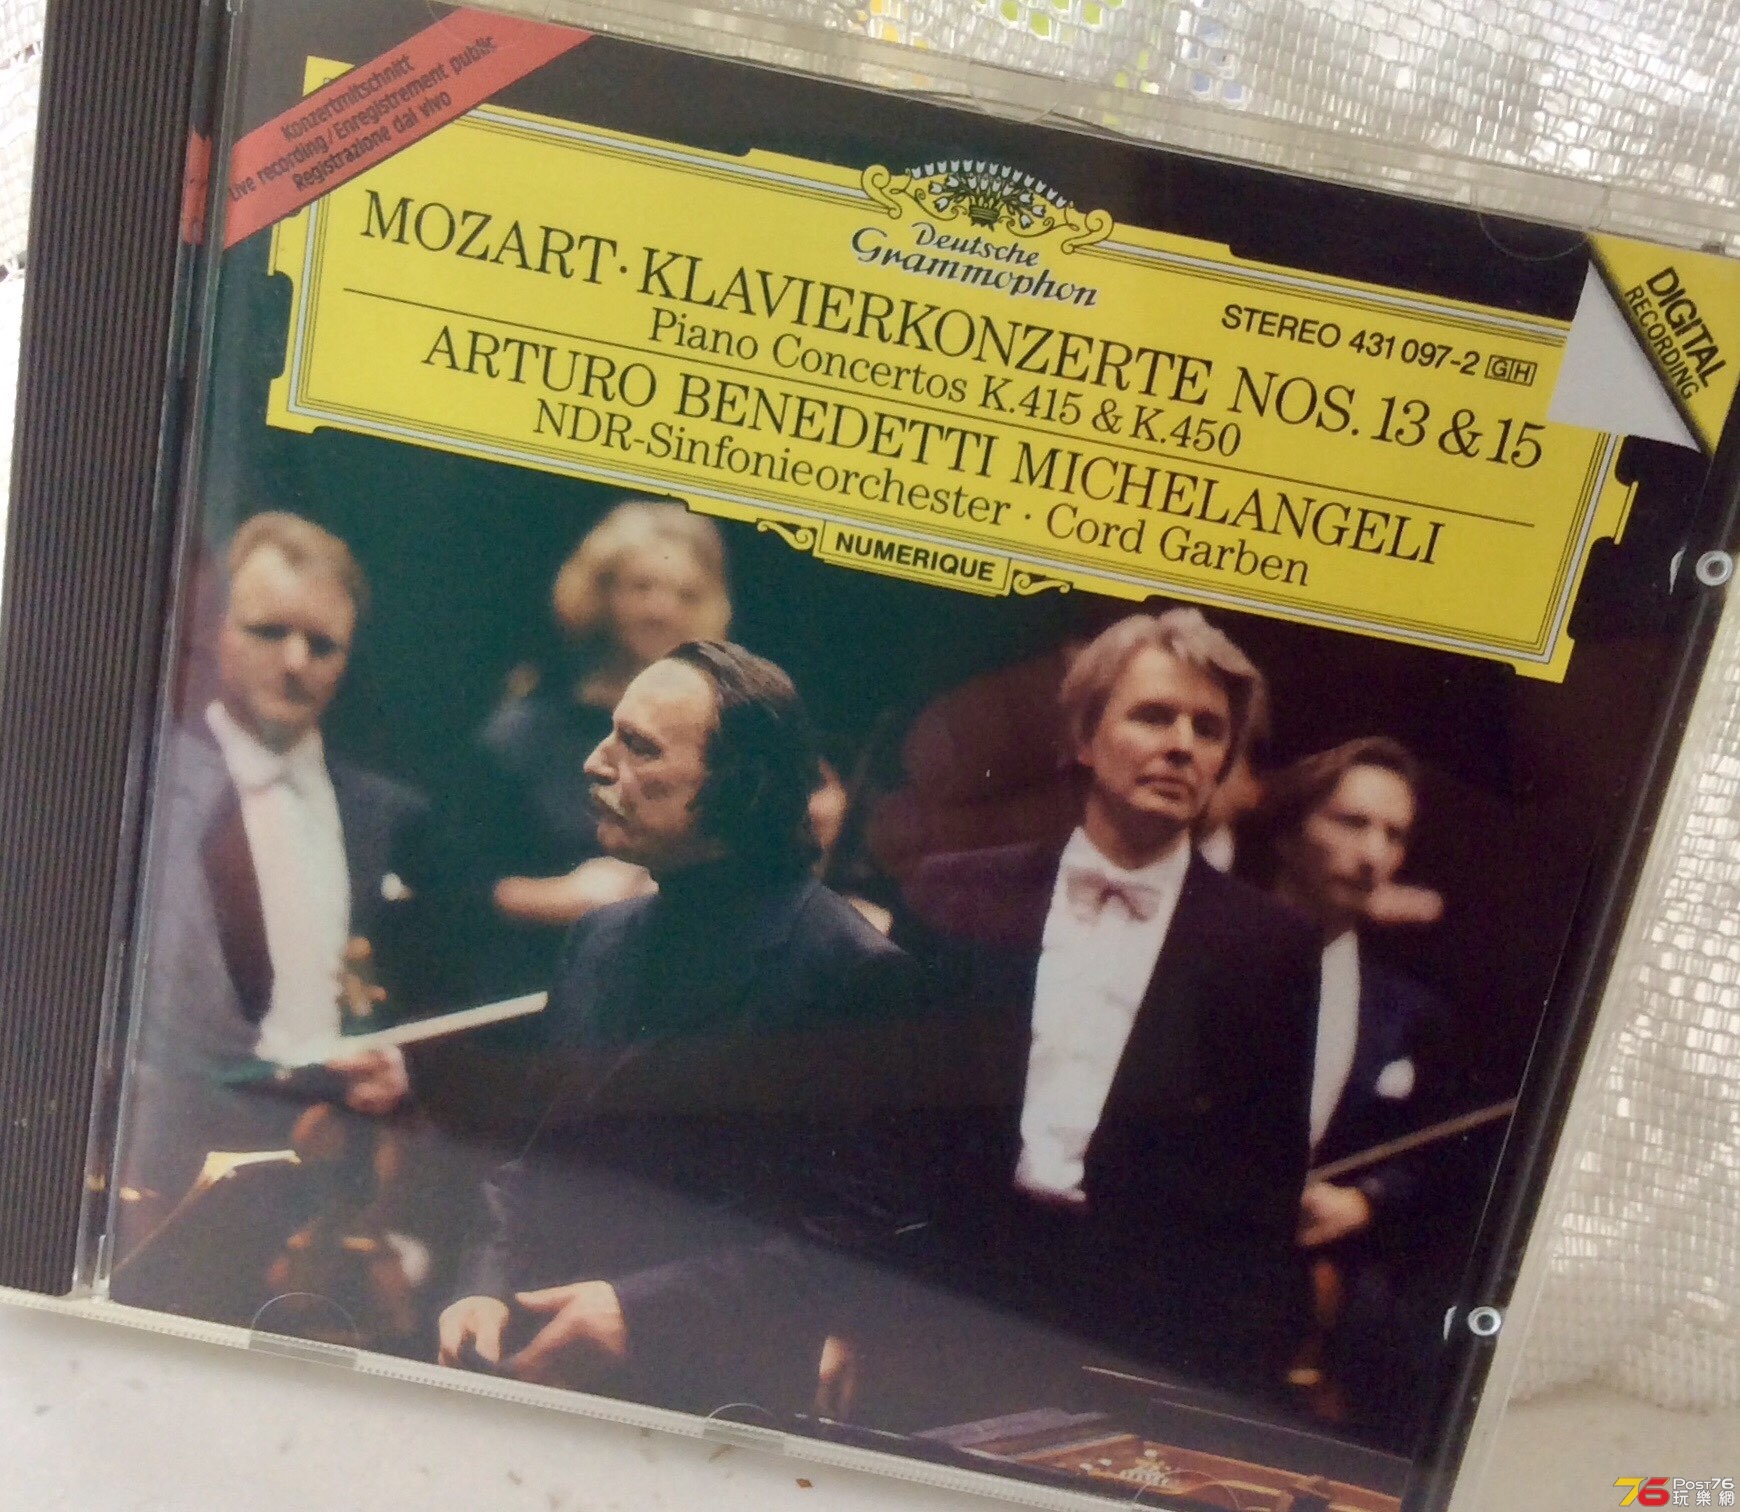 Konzertmitschnitt
Live recording/Enregistrement public
Registrazione dal vivo
Deutsche
Grammophon
STEREO 431 097-2 GH
DIGITAL
RECORDING
MOZART · KLAVIERKONZERTE NOS. 13 & 15
Piano Concertos K.415 & K.450
ARTURO BENEDETTI MICHELANGELI
NDR-Sinfonieorchester · Cord Garben
NUMERIQUE
76 Post76
玩樂網